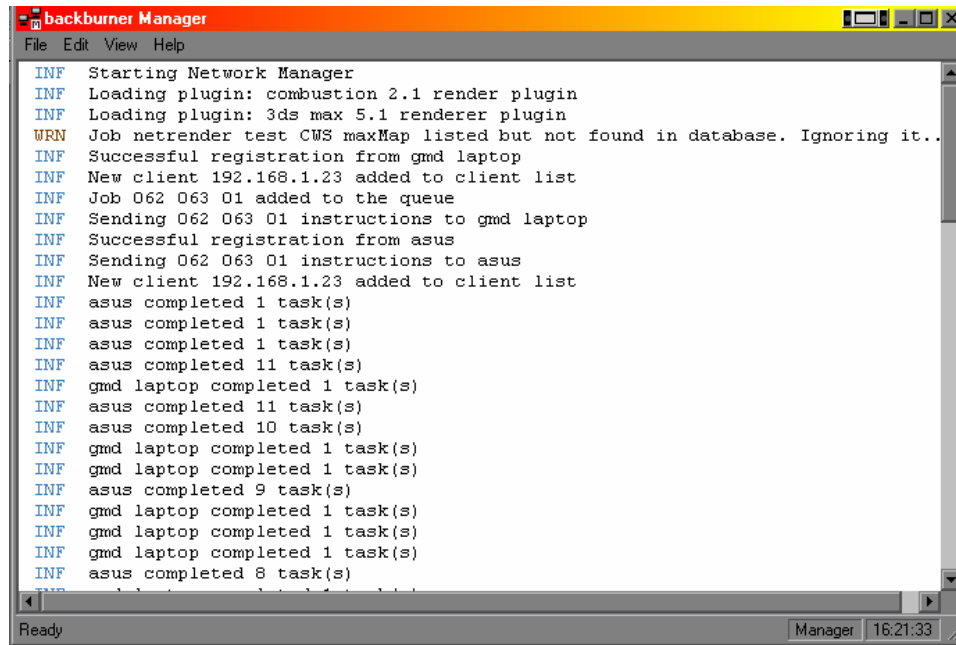 backburner Manager
File Edit View Help
INF Starting Network Manager
INF Loading plugin: combustion 2.1 render plugin
INF Loading plugin: 3ds max 5.1 renderer plugin
WRN Job netrender test CWS maxMap listed but not found in database. Ignoring it..
INF Successful registration from gmd laptop
INF New client 192.168.1.23 added to client list
INF Job 062 063 01 added to the queue
INF Sending 062 063 01 instructions to gmd laptop
INF Successful registration from asus
INF Sending 062 063 01 instructions to asus
INF New client 192.168.1.23 added to client list
INF asus completed 1 task(s)
INF asus completed 1 task(s)
INF asus completed 1 task(s)
INF asus completed 11 task(s)
INF gmd laptop completed 1 task(s)
INF asus completed 11 task(s)
INF asus completed 10 task(s)
INF gmd laptop completed 1 task(s)
INF gmd laptop completed 1 task(s)
INF asus completed 9 task(s)
INF gmd laptop completed 1 task(s)
INF gmd laptop completed 1 task(s)
INF gmd laptop completed 1 task(s)
INF asus completed 8 task(s)
Ready Manager 16:21:33